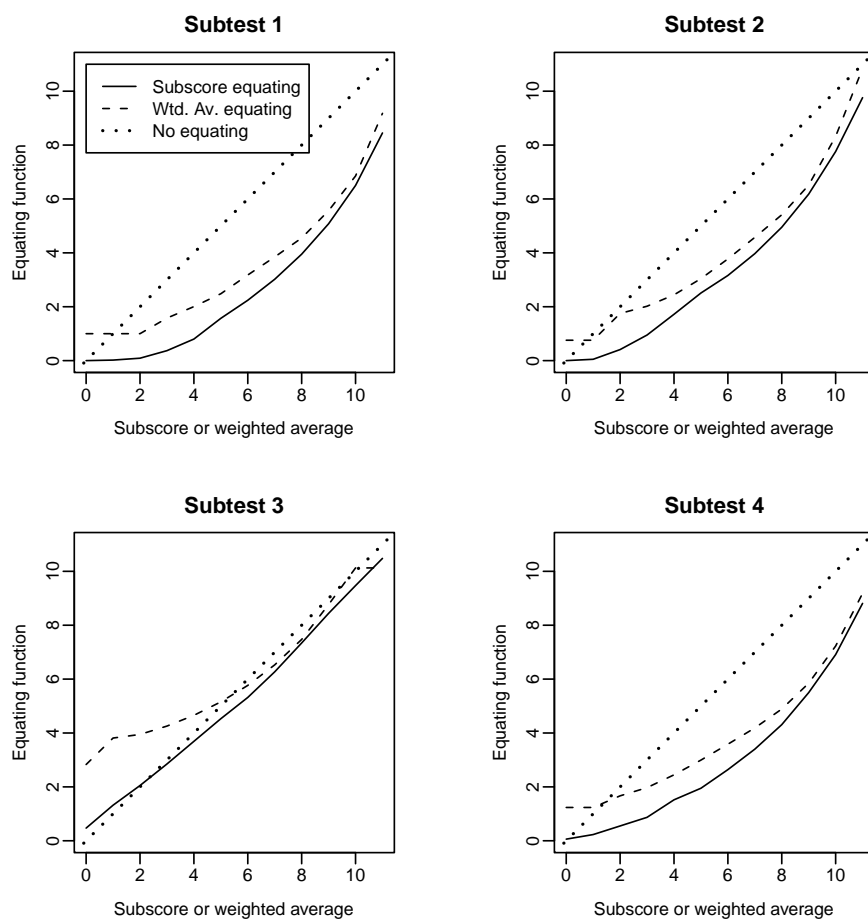 Subtest 1
Subscore equating
Wtd. Av. equating
No equating
Equating function
0 2 4 6 8 10
0 2 4 6 8 10
Subscore or weighted average
Subtest 2
Equating function
0 2 4 6 8 10
0 2 4 6 8 10
Subscore or weighted average
Subtest 3
Equating function
0 2 4 6 8 10
0 2 4 6 8 10
Subscore or weighted average
Subtest 4
Equating function
0 2 4 6 8 10
0 2 4 6 8 10
Subscore or weighted average